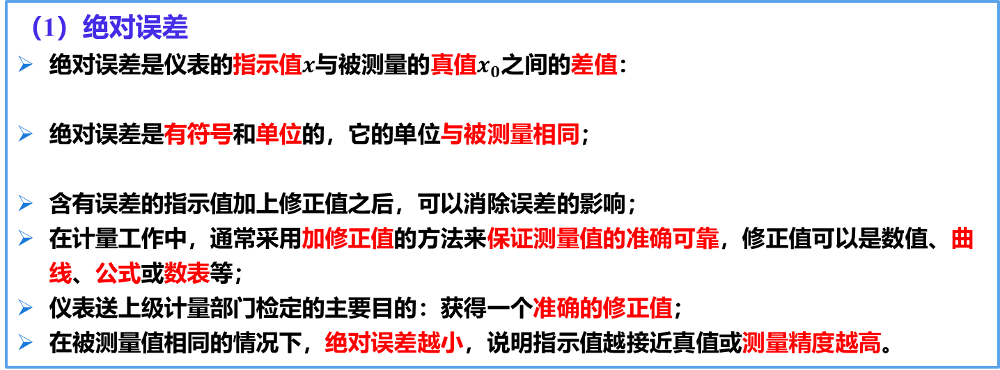 （1）绝对误差
➢ 绝对误差是仪表的指示值x与被测量的真值x₀之间的差值：
➢ 绝对误差是有符号和单位的，它的单位与被测量相同；
➢ 含有误差的指示值加上修正值之后，可以消除误差的影响；
➢ 在计量工作中，通常采用加修正值的方法来保证测量值的准确可靠，修正值可以是数值、曲
线、公式或数表等；
➢ 仪表送上级计量部门检定的主要目的：获得一个准确的修正值；
➢ 在被测量值相同的情况下，绝对误差越小，说明指示值越接近真值或测量精度越高。